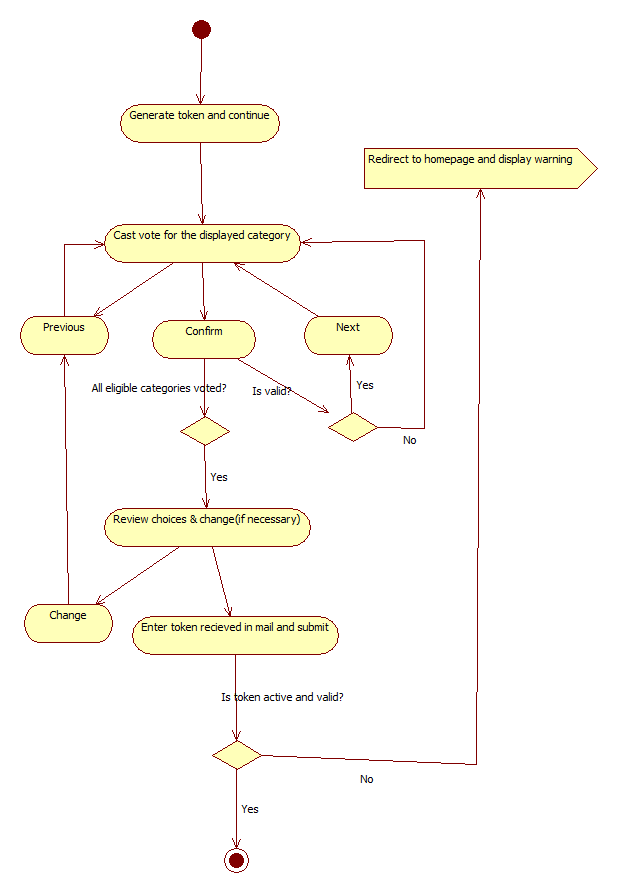 Generate token and continue
Redirect to homepage and display warning
Cast vote for the displayed category
Previous
Confirm
Next
All eligible categories voted?
Is valid?
Yes
No
Yes
Review choices & change(if necessary)
Change
Enter token recieved in mail and submit
Is token active and valid?
No
Yes